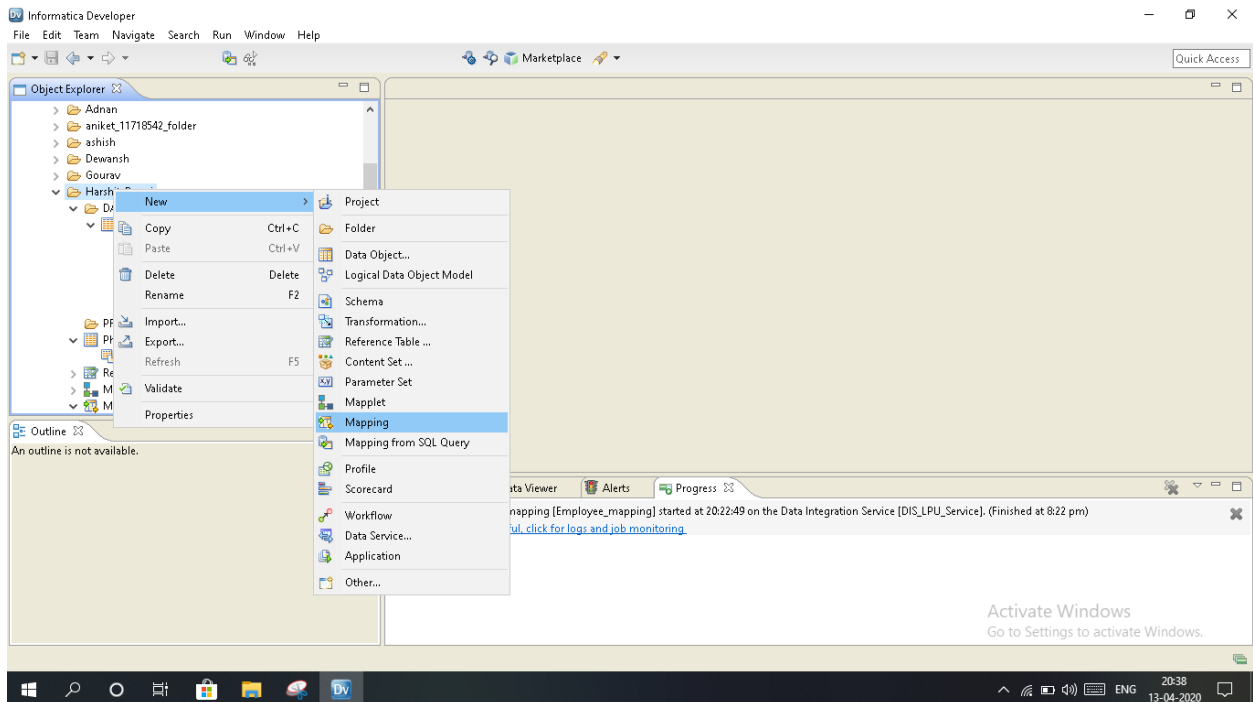 Informatica Developer
File Edit Team Navigate Search Run Window Help
Marketplace
Quick Access
Object Explorer
Adnan
aniket_11718542_folder
ashish
Dewansh
Gourav
New
Copy Ctrl+C
Paste Ctrl+V
Delete Delete
Rename F2
Import...
Export...
Refresh F5
Validate
Properties
Project
Folder
Data Object...
Logical Data Object Model
Schema
Transformation...
Reference Table ...
Content Set ...
Parameter Set
Mapplet
Mapping
Mapping from SQL Query
Profile
Scorecard
Workflow
Data Service...
Application
Other...
Outline
An outline is not available.
Viewer Alerts Progress
mapping [Employee_mapping] started at 20:22:49 on the Data Integration Service [DIS_LPU_Service]. (Finished at 8:22 pm)
click for logs and job monitoring
Activate Windows
Go to Settings to activate Windows.
Dv
ENG
20:38
13-04-2020